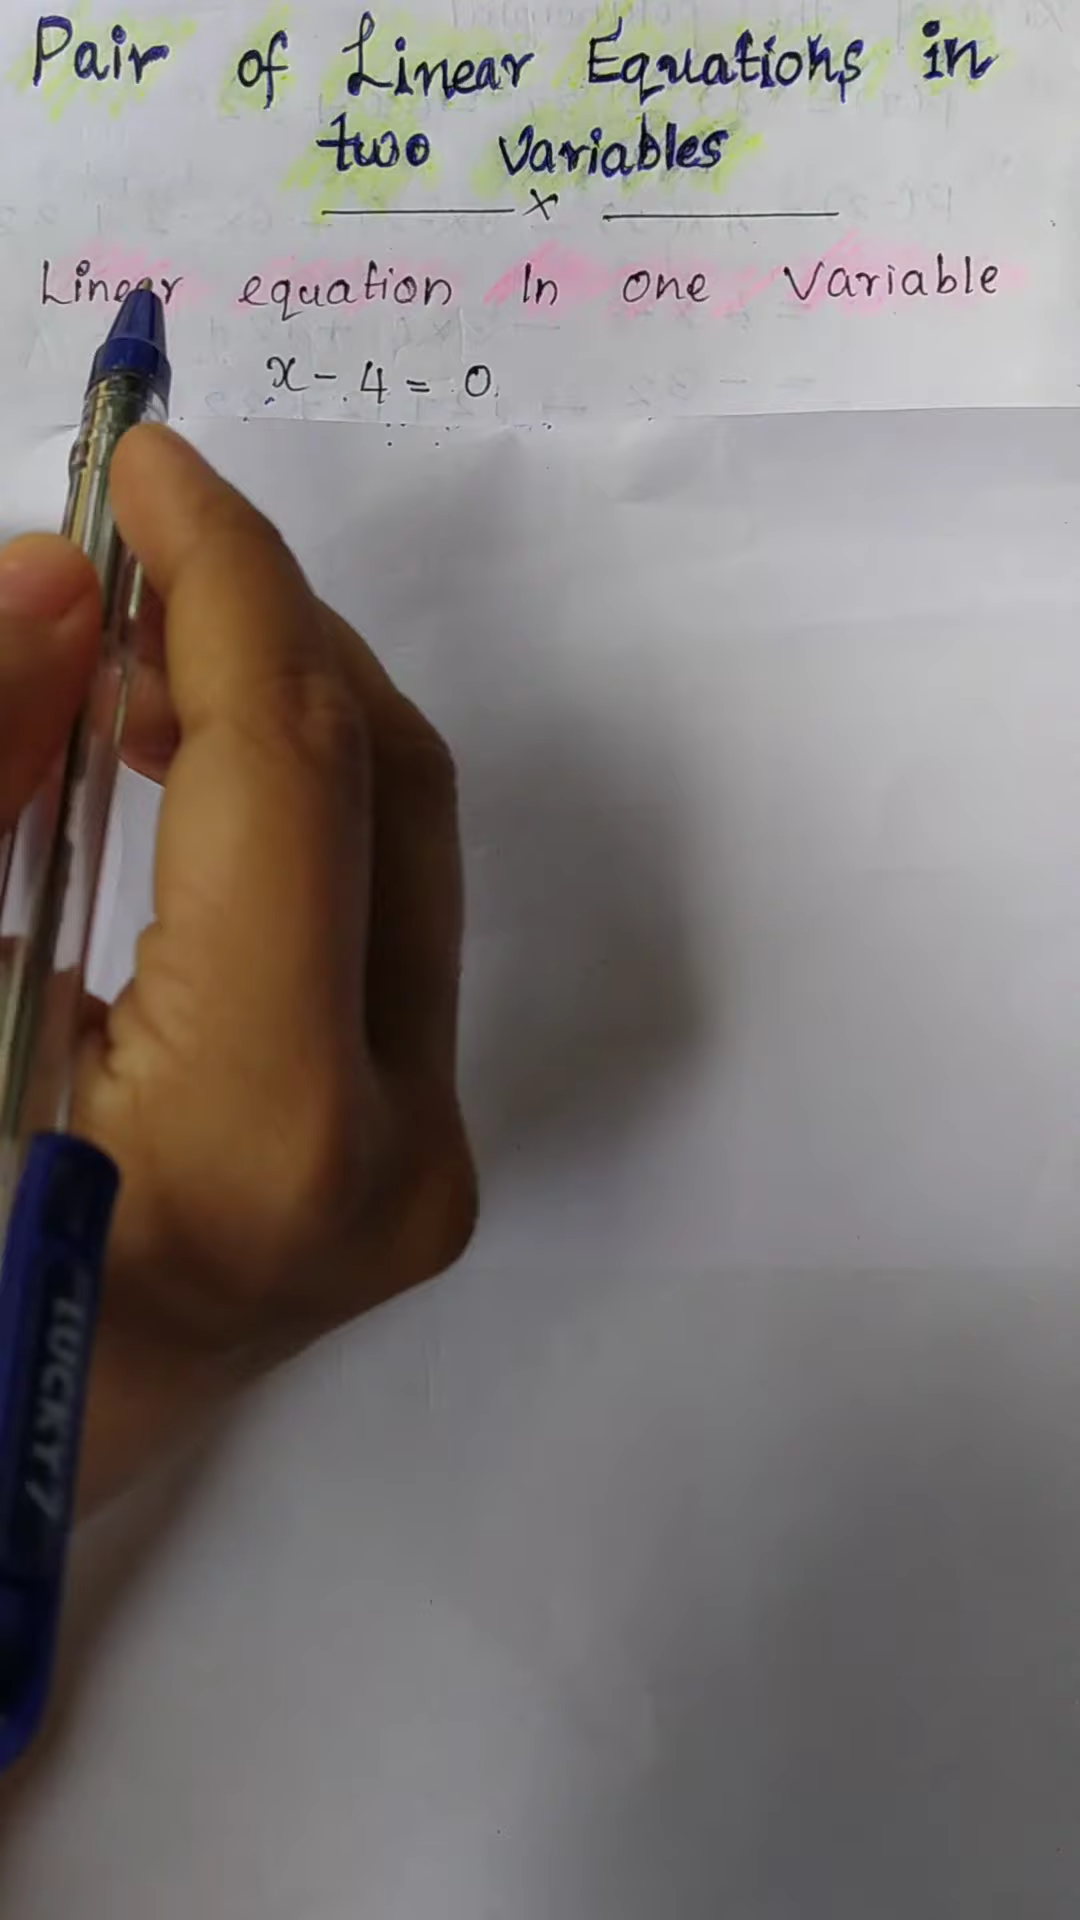 Pair of Linear Equations in
two Variables
x
Linear equation In one Variable
x - 4 = 0
LUCKY7